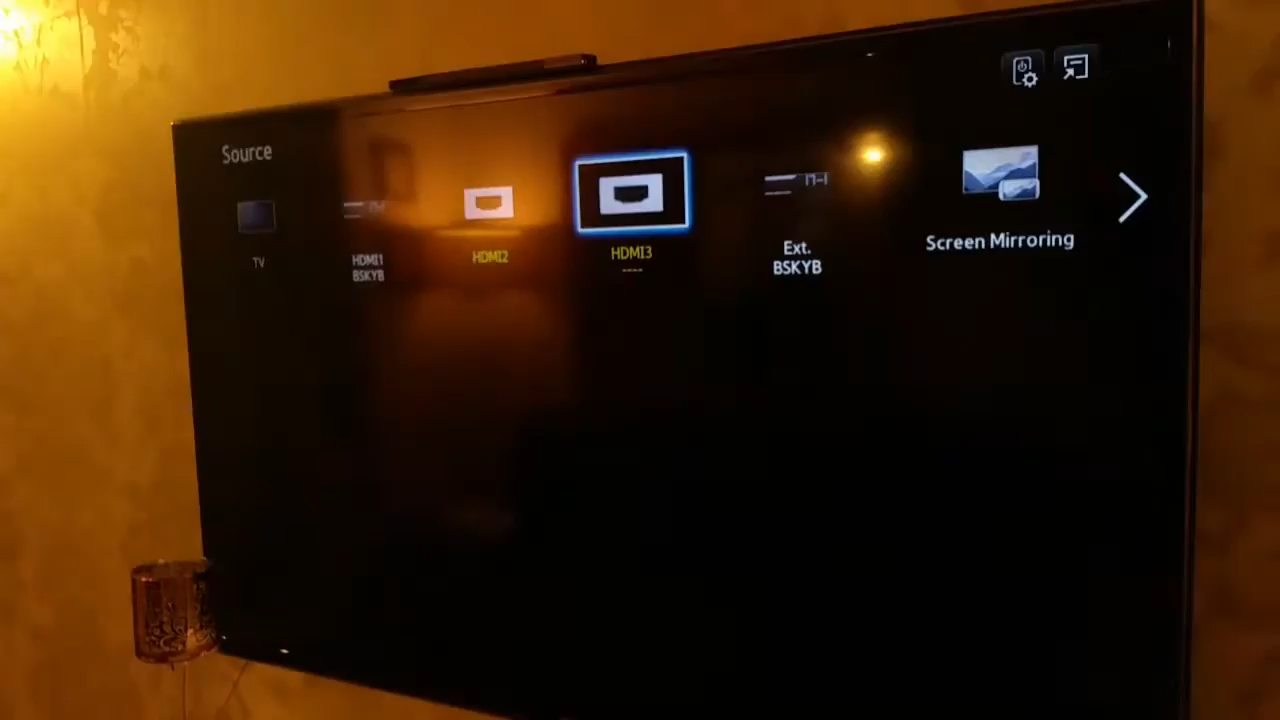 Source
TV
HDMI1
BSKYB
HDMI2
HDMI3
----
Ext.
BSKYB
Screen Mirroring